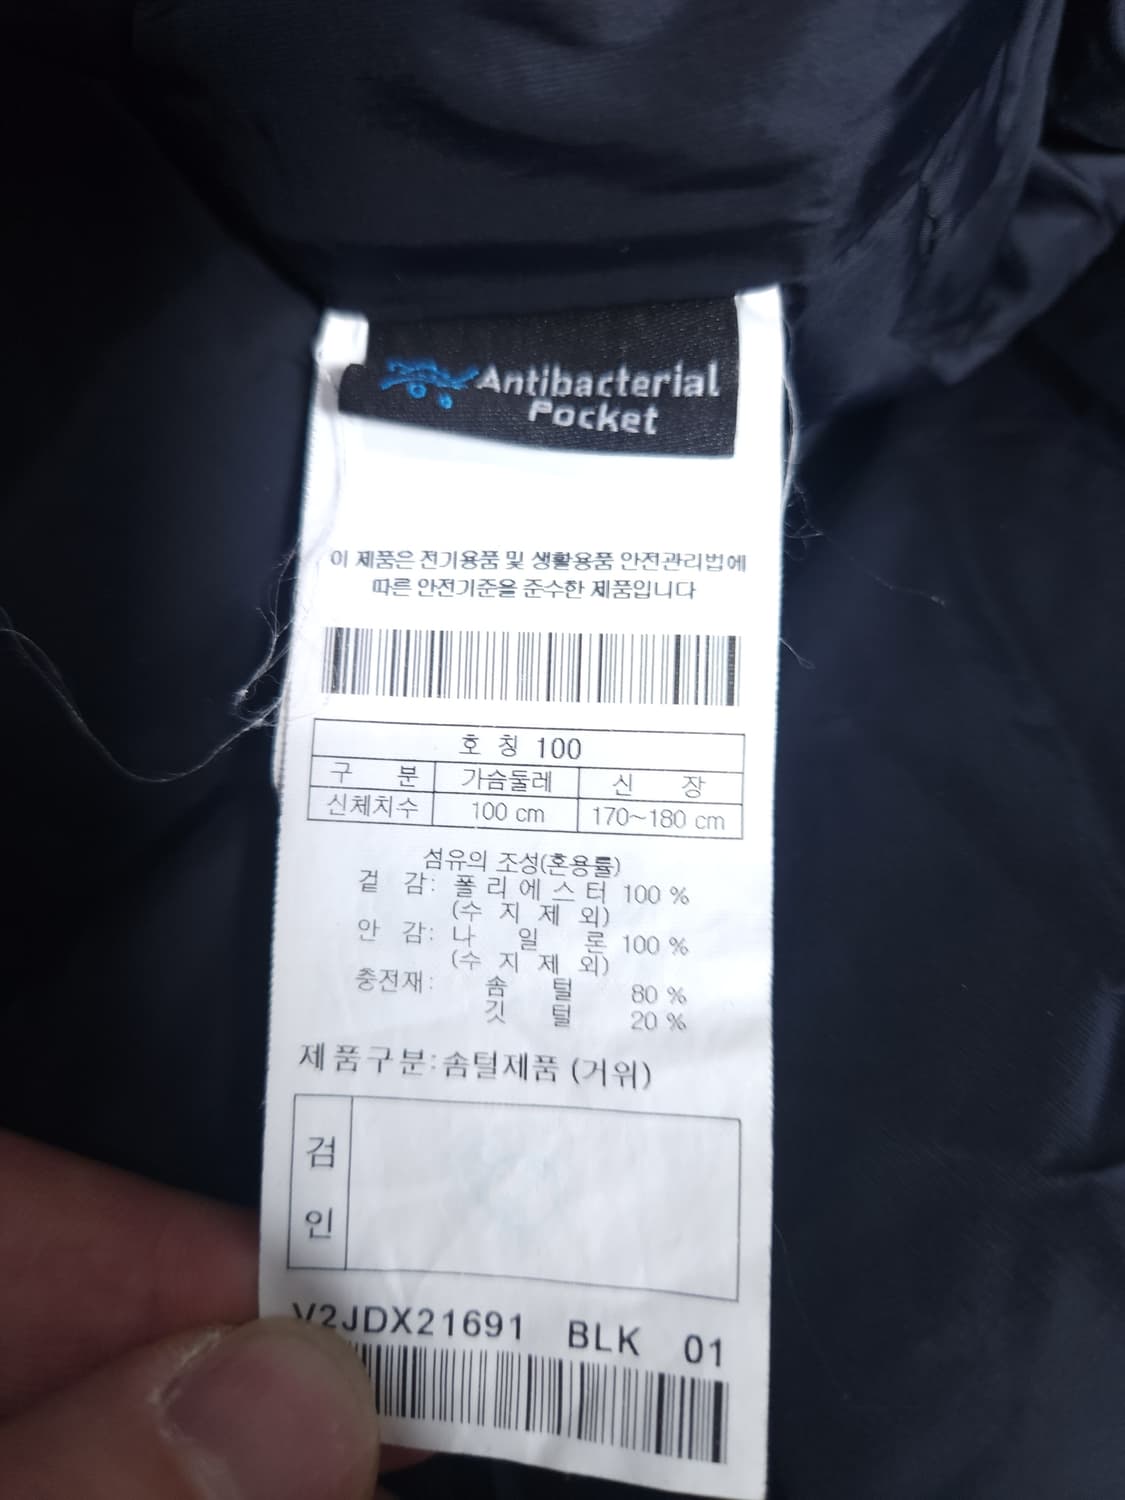 Antibacterial
Pocket
이 제품은 전기용품 및 생활용품 안전관리법에
따른 안전기준을 준수한 제품입니다
호 칭 100
구 분 가슴둘레 신 장
신체치수 100 cm 170~180 cm
섬유의 조성(혼용률)
겉 감: 폴 리 에 스 터 100 %
(수 지 제 외)
안 감: 나 일 론 100 %
(수 지 제 외)
충전재: 솜 털 80 %
깃 털 20 %
제품구분:솜털제품 (거위)
검
인
V2JDX21691 BLK 01